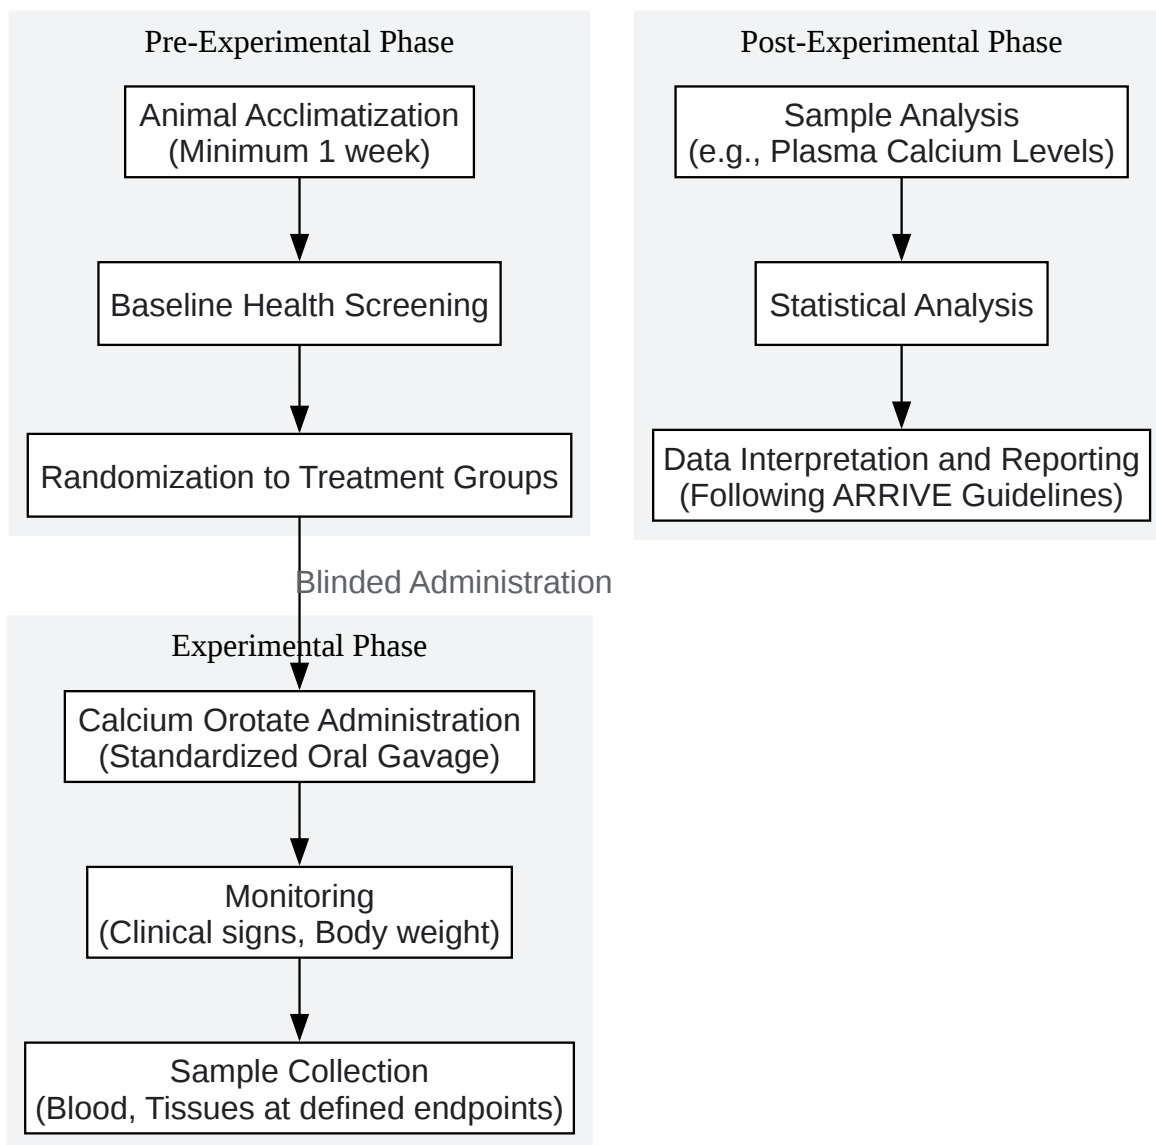 Pre-Experimental Phase
Animal Acclimatization
(Minimum 1 week)
Baseline Health Screening
Randomization to Treatment Groups
Blinded Administration
Experimental Phase
Calcium Orotate Administration
(Standardized Oral Gavage)
Monitoring
(Clinical signs, Body weight)
Sample Collection
(Blood, Tissues at defined endpoints)
Post-Experimental Phase
Sample Analysis
(e.g., Plasma Calcium Levels)
Statistical Analysis
Data Interpretation and Reporting
(Following ARRIVE Guidelines)